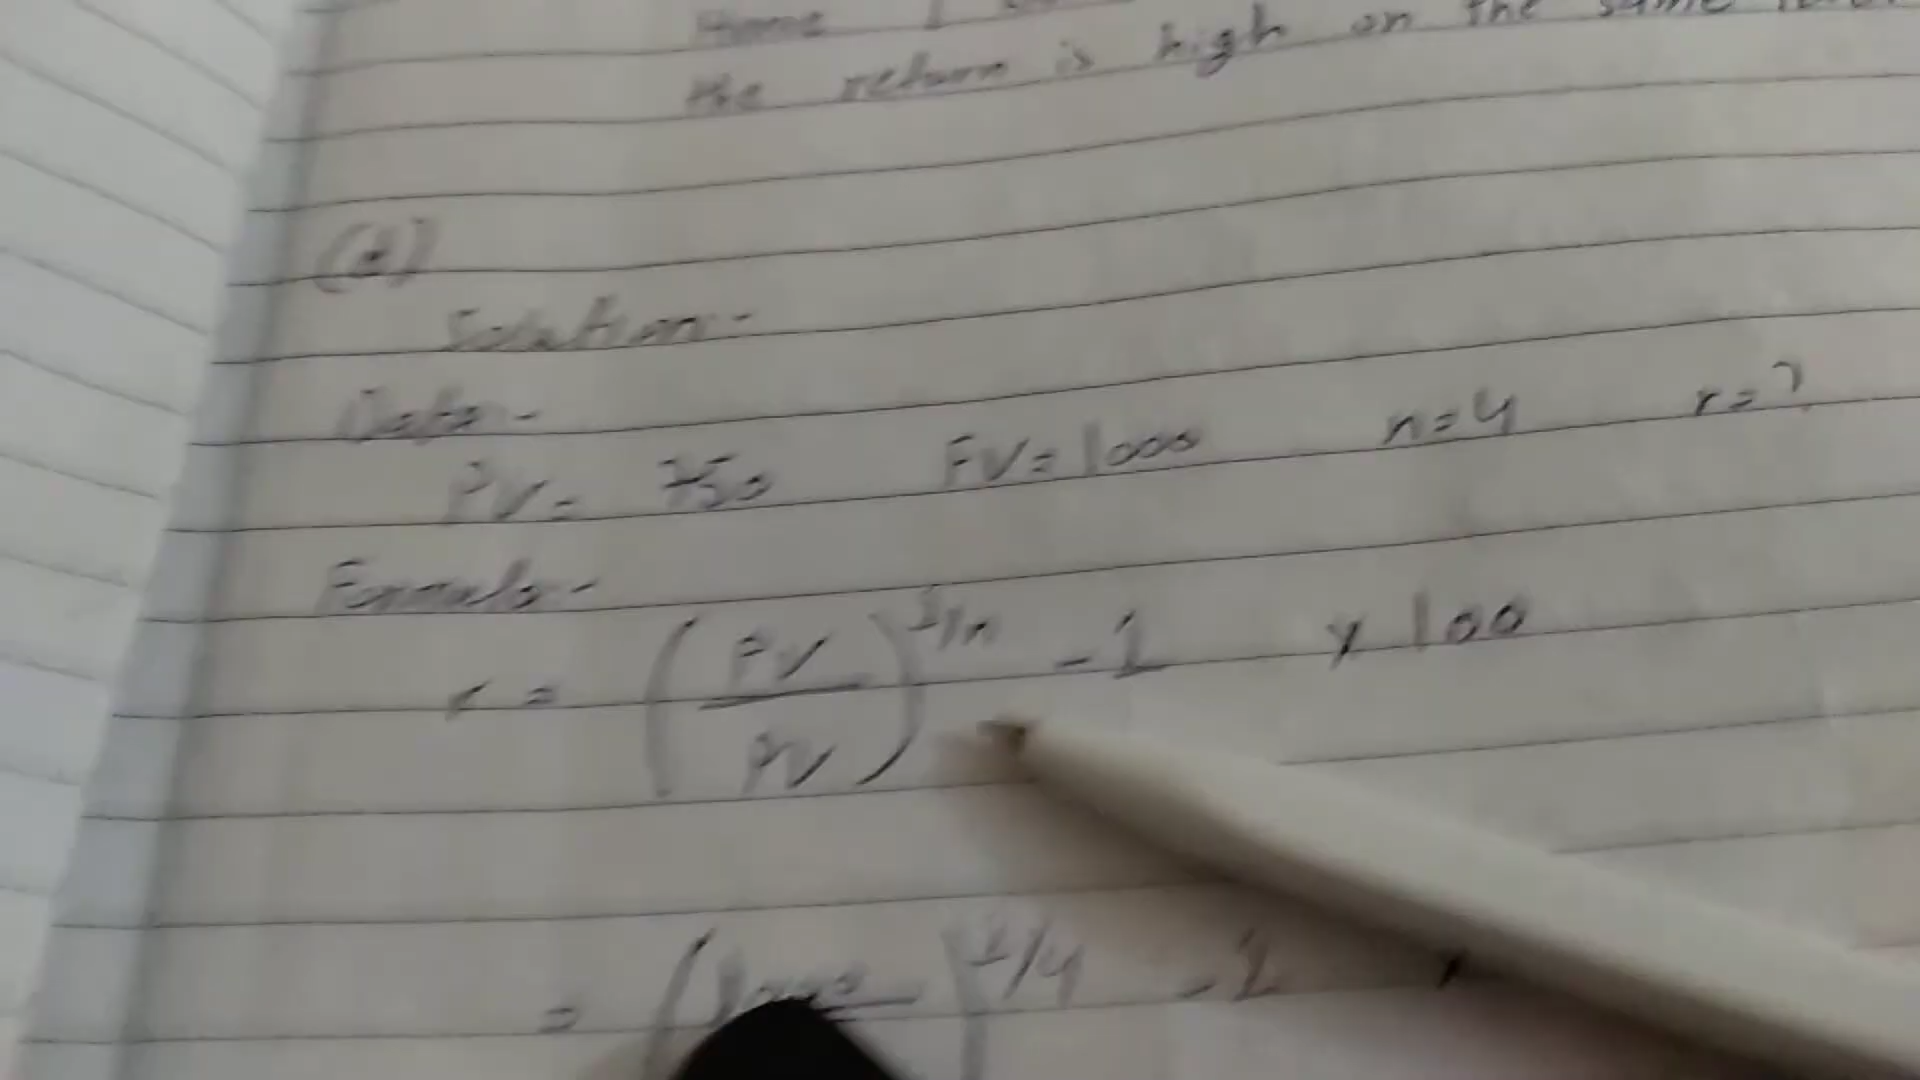 the return is high on the same
Solution:-
Data:-
PV = 750 FV = 1000 n=4 r=?
Formula:-
r = (FV/PV)^1/n - 1 x 100
= (1000)^1/4 - 1